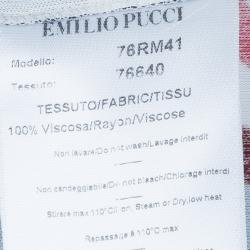 EMILIO PUCCI
Modello: 76RM41
Tessuto: 76640
TESSUTO/FABRIC/TISSU
100% Viscosa/Rayon/Viscose
Non lavare/Do not wash/Lavage interdit
Non candeggiabile/Do not bleach/Chlorage interdi
Stirare max 110°C/Iron, Steam or Dry, low heat
Repassage à 110°C max